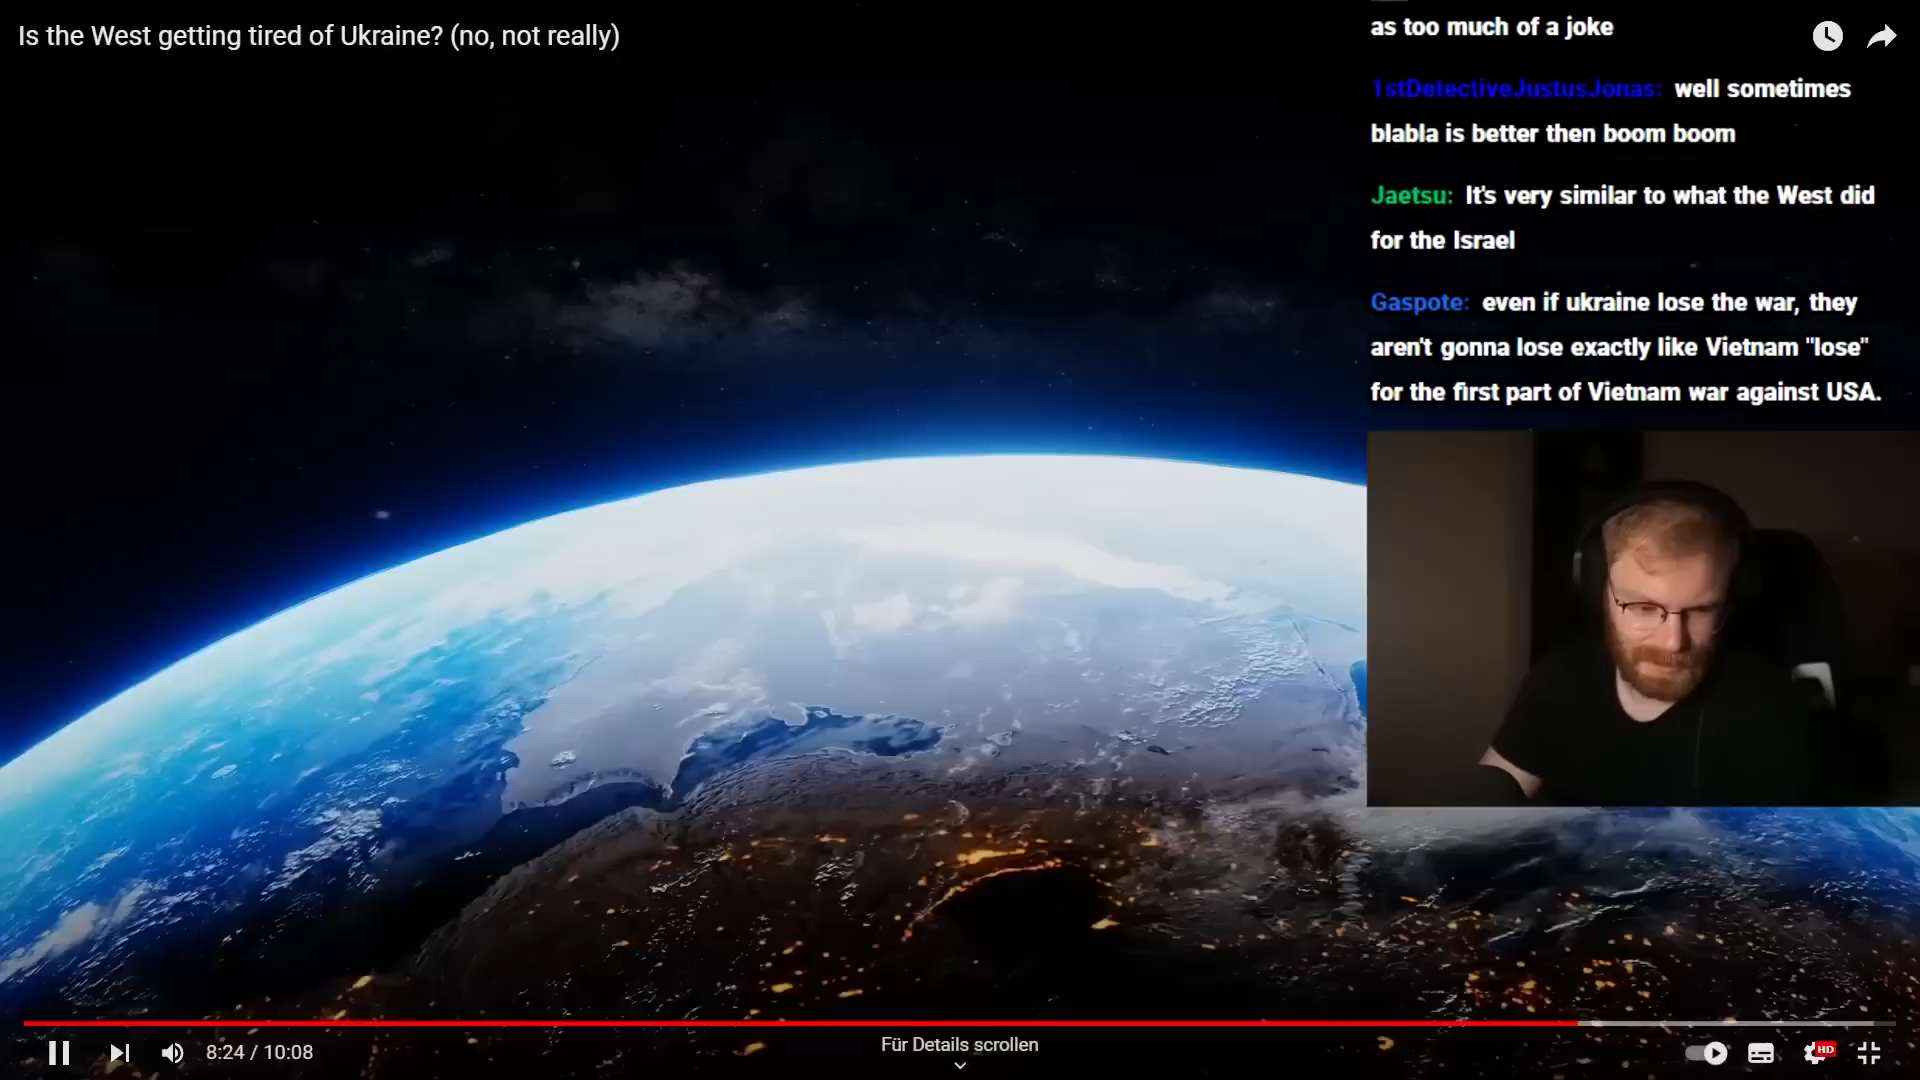 Is the West getting tired of Ukraine? (no, not really)
as too much of a joke
1stDetectiveJustusJonas: well sometimes
blabla is better then boom boom
Jaetsu: It's very similar to what the West did
for the Israel
Gaspote: even if ukraine lose the war, they
aren't gonna lose exactly like Vietnam "lose"
for the first part of Vietnam war against USA.
8:24 / 10:08
Für Details scrollen
HD